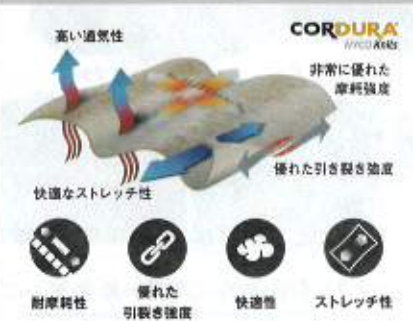 高い通気性
CORDURA
NYCO Knits
非常に優れた
摩耗強度
優れた引き裂き強度
快適なストレッチ性
耐摩耗性
優れた
引裂き強度
快適性
ストレッチ性